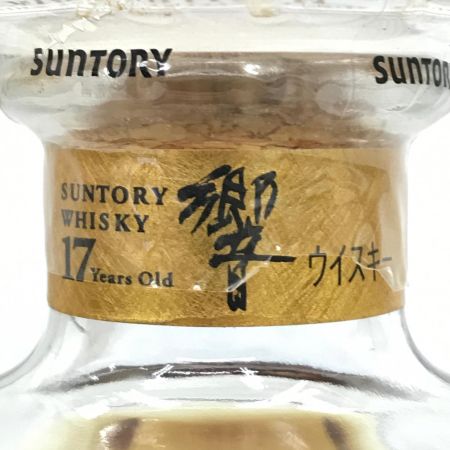 SUNTORY SUNTORY
SUNTORY
WHISKY
17 Years Old
響
ウイスキー